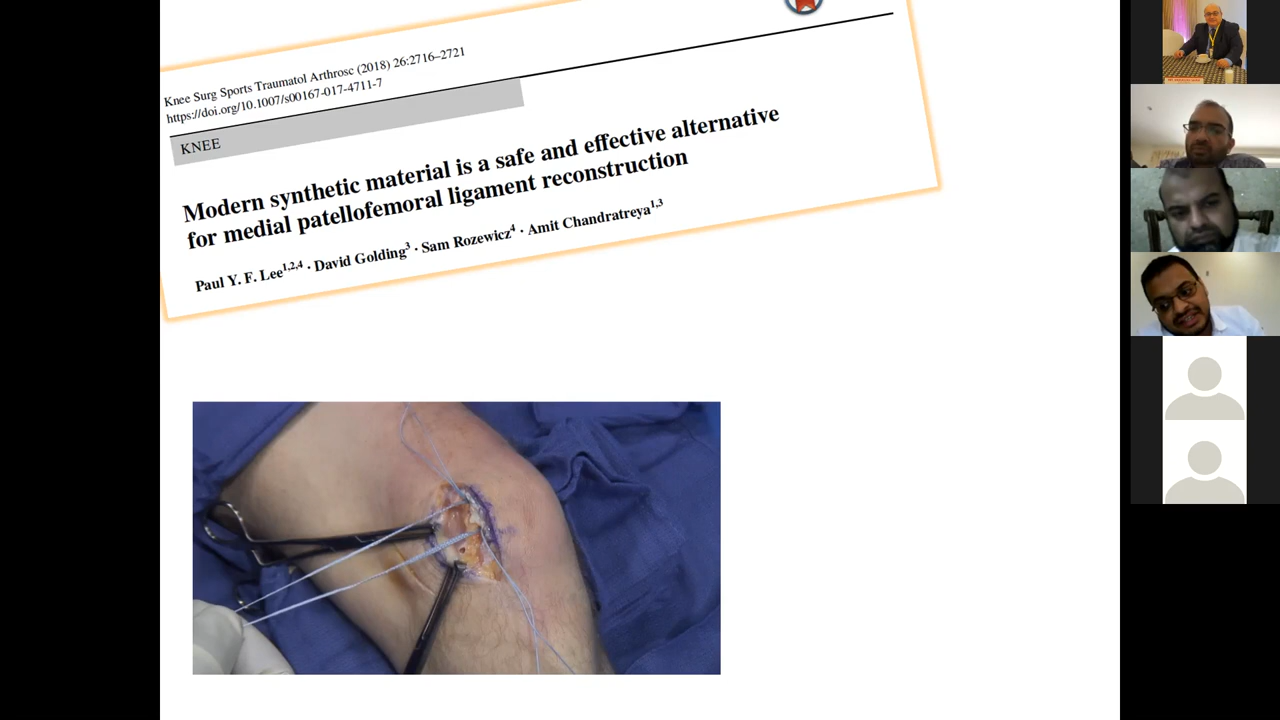 Knee Surg Sports Traumatol Arthrosc (2018) 26:2716–2721
https://doi.org/10.1007/s00167-017-4711-7
KNEE
Modern synthetic material is a safe and effective alternative
for medial patellofemoral ligament reconstruction
Paul Y. F. Lee1,2,4 · David Golding3 · Sam Rozewicz4 · Amit Chandratreya1,3